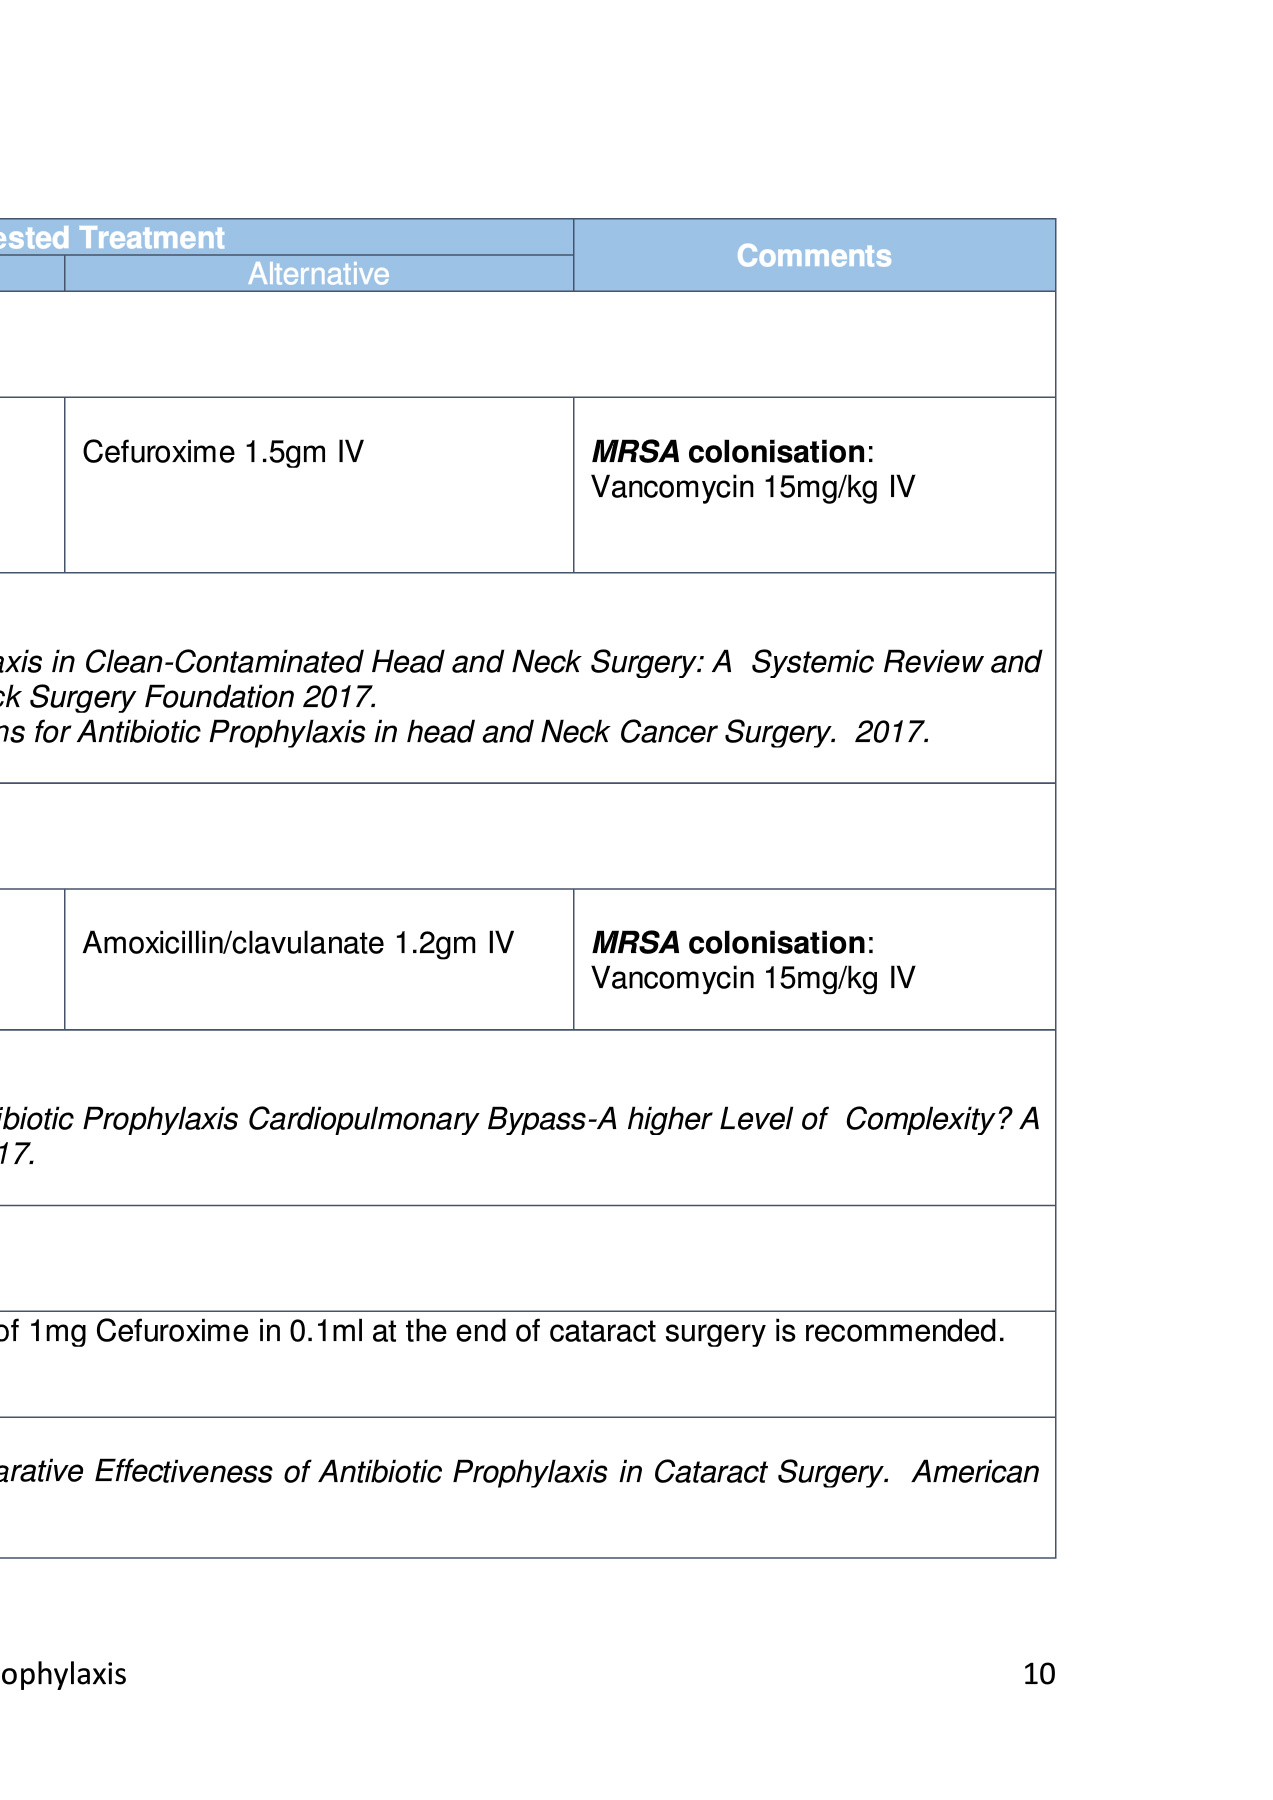 ested Treatment
Comments
Alternative
Cefuroxime 1.5gm IV
MRSA colonisation:
Vancomycin 15mg/kg IV
axis in Clean-Contaminated Head and Neck Surgery: A Systemic Review and
ck Surgery Foundation 2017.
ns for Antibiotic Prophylaxis in head and Neck Cancer Surgery. 2017.
Amoxicillin/clavulanate 1.2gm IV
MRSA colonisation:
Vancomycin 15mg/kg IV
ibiotic Prophylaxis Cardiopulmonary Bypass-A higher Level of Complexity? A
17.
of 1mg Cefuroxime in 0.1ml at the end of cataract surgery is recommended.
arative Effectiveness of Antibiotic Prophylaxis in Cataract Surgery. American
ophylaxis
10